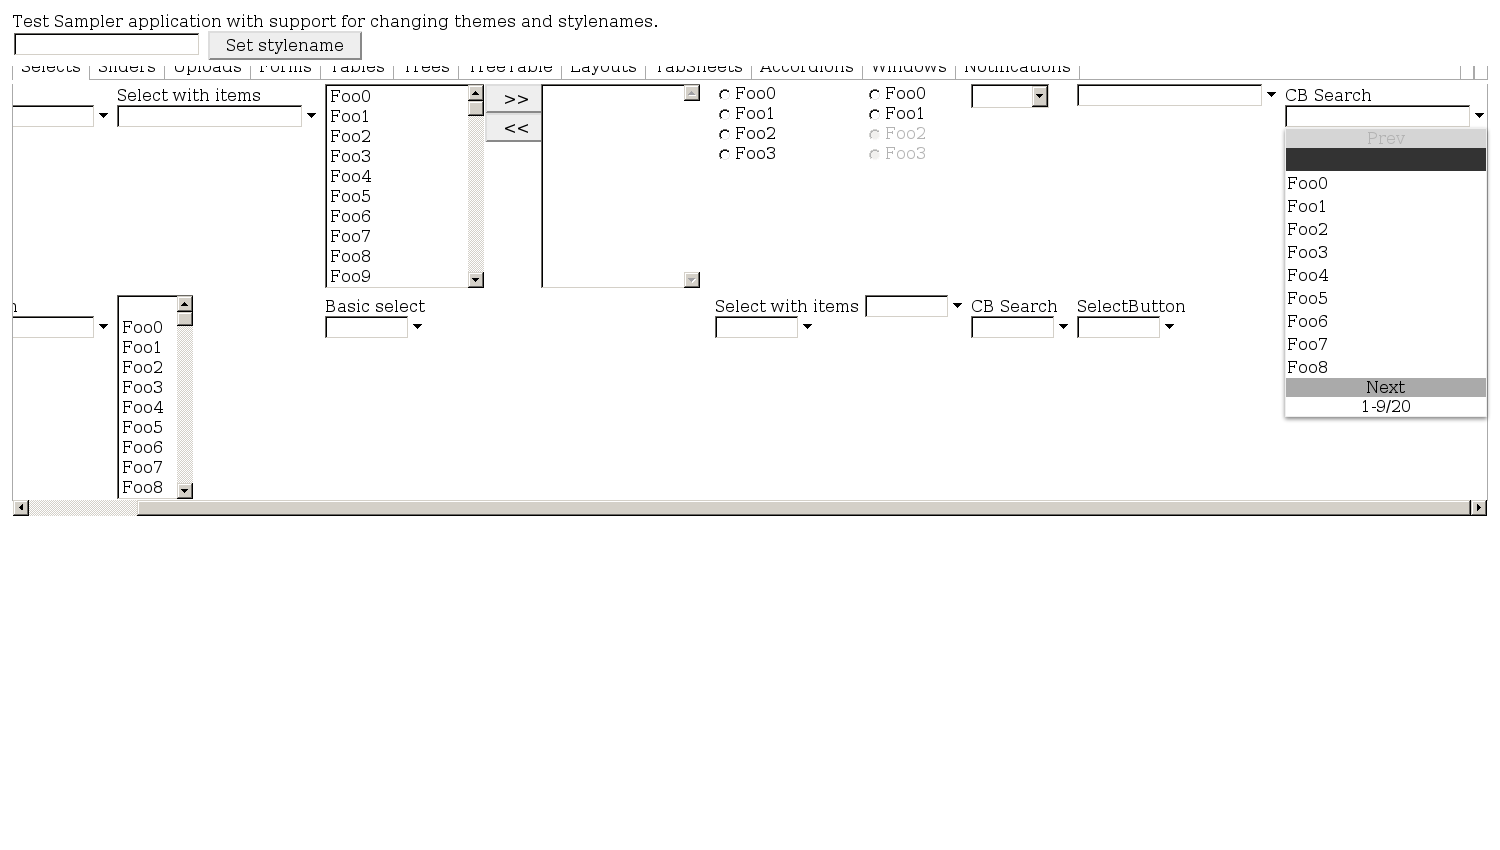 Test Sampler application with support for changing themes and stylenames.
Set stylename
Selects Sliders Uploads Forms Tables Trees TreeTable Layouts TabSheets Accordions Windows Notifications
Select with items
Foo0
Foo1
Foo2
Foo3
Foo4
Foo5
Foo6
Foo7
Foo8
Foo9
>>
<<
Foo0
Foo1
Foo2
Foo3
Foo0
Foo1
Foo2
Foo3
CB Search
Prev
Foo0
Foo1
Foo2
Foo3
Foo4
Foo5
Foo6
Foo7
Foo8
Next
1-9/20
Foo0
Foo1
Foo2
Foo3
Foo4
Foo5
Foo6
Foo7
Foo8
Basic select
Select with items
CB Search
SelectButton